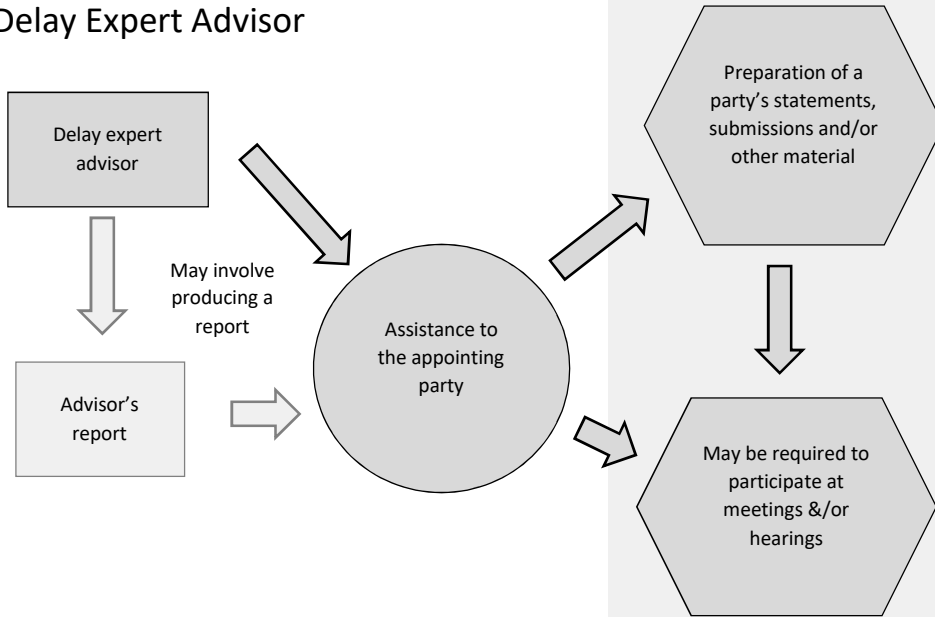 Delay Expert Advisor
Delay expert
advisor
May involve
producing a
report
Advisor’s
report
Assistance to
the appointing
party
Preparation of a
party’s statements,
submissions and/or
other material
May be required to
participate at
meetings &/or
hearings